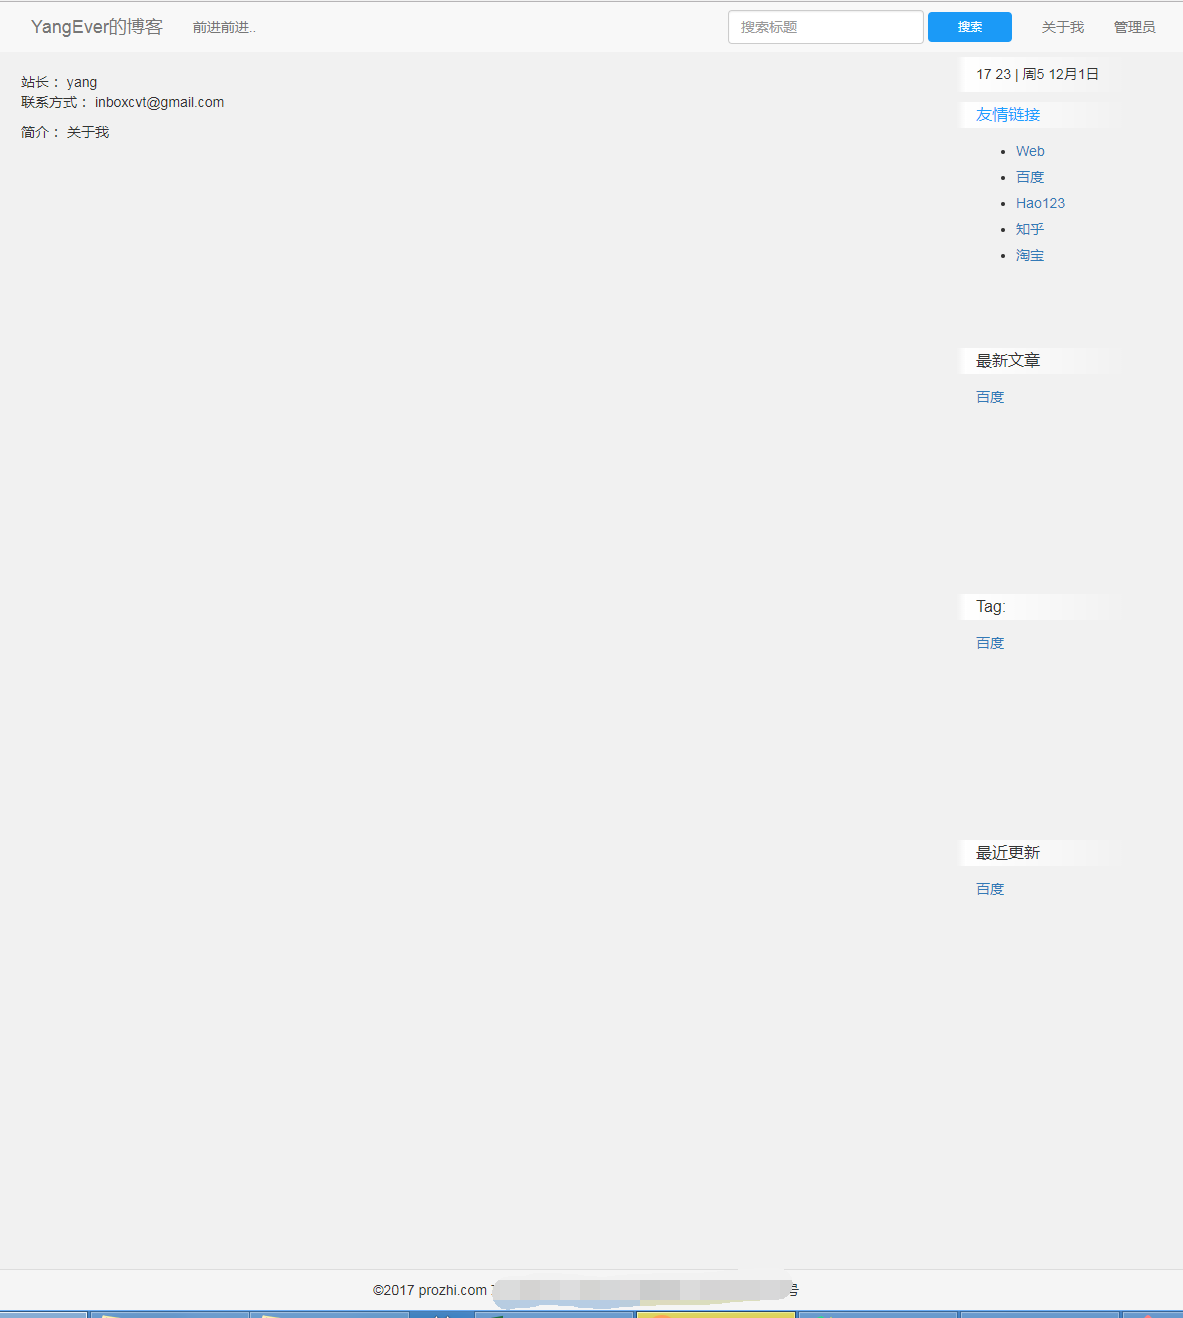 YangEver的博客 前进前进.. 搜索标题 搜索 关于我 管理员
站长： yang
联系方式： inboxcvt@gmail.com
简介： 关于我
17 23 | 周5 12月1日
友情链接
Web
百度
Hao123
知乎
淘宝
最新文章
百度
Tag:
百度
最近更新
百度
©2017 prozhi.com 号